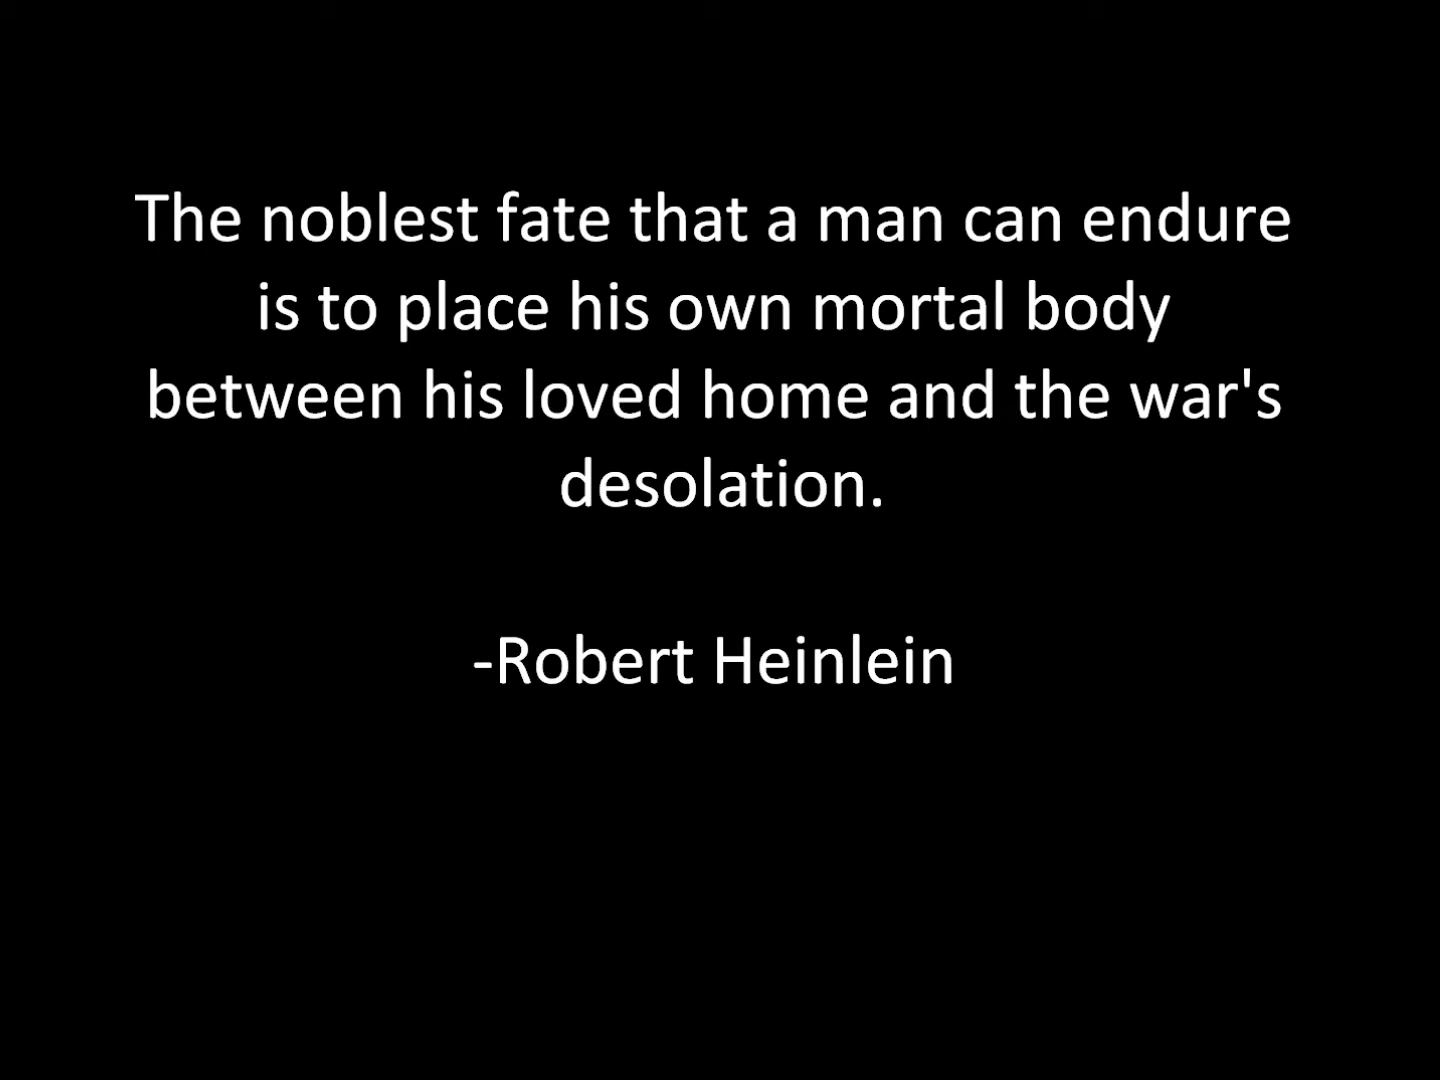 The noblest fate that a man can endure
is to place his own mortal body
between his loved home and the war's
desolation.
-Robert Heinlein